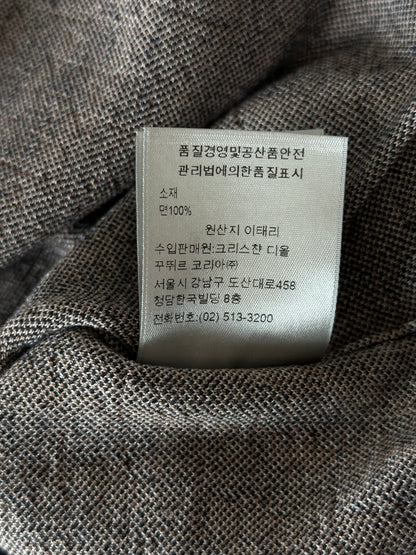 품질경영및공산품안전
관리법에의한품질표시
소재
면100%
원산지 이태리
수입판매원:크리스챤 디올
꾸뛰르 코리아㈜
서울시 강남구 도산대로458
청담한국빌딩 8층
전화번호:(02) 513-3200